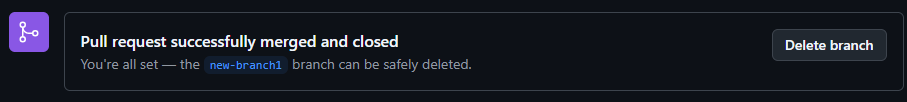 Pull request successfully merged and closed
You're all set — the new-branch1 branch can be safely deleted.
Delete branch